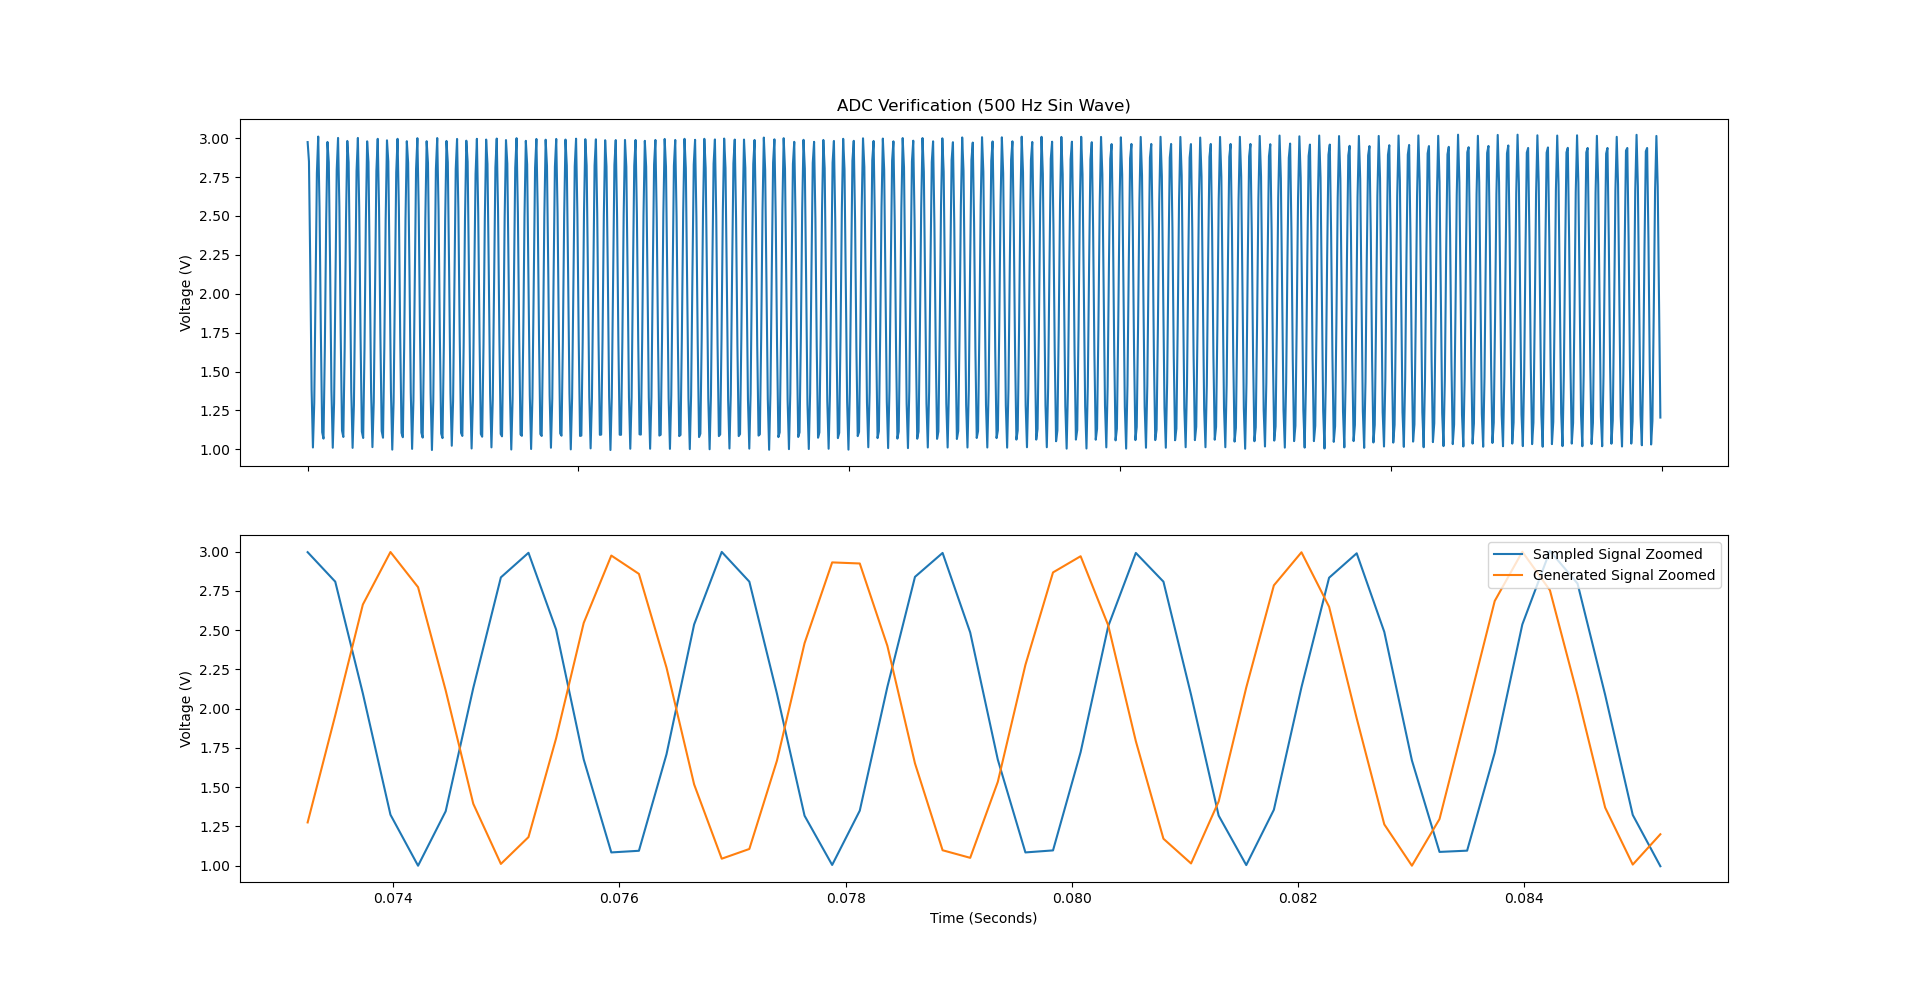 ADC Verification (500 Hz Sin Wave)
3.00
2.75
2.50
2.25
2.00
1.75
1.50
1.25
1.00
Voltage (V)
3.00
2.75
2.50
2.25
2.00
1.75
1.50
1.25
1.00
Voltage (V)
Sampled Signal Zoomed
Generated Signal Zoomed
0.074 0.076 0.078 0.080 0.082 0.084
Time (Seconds)